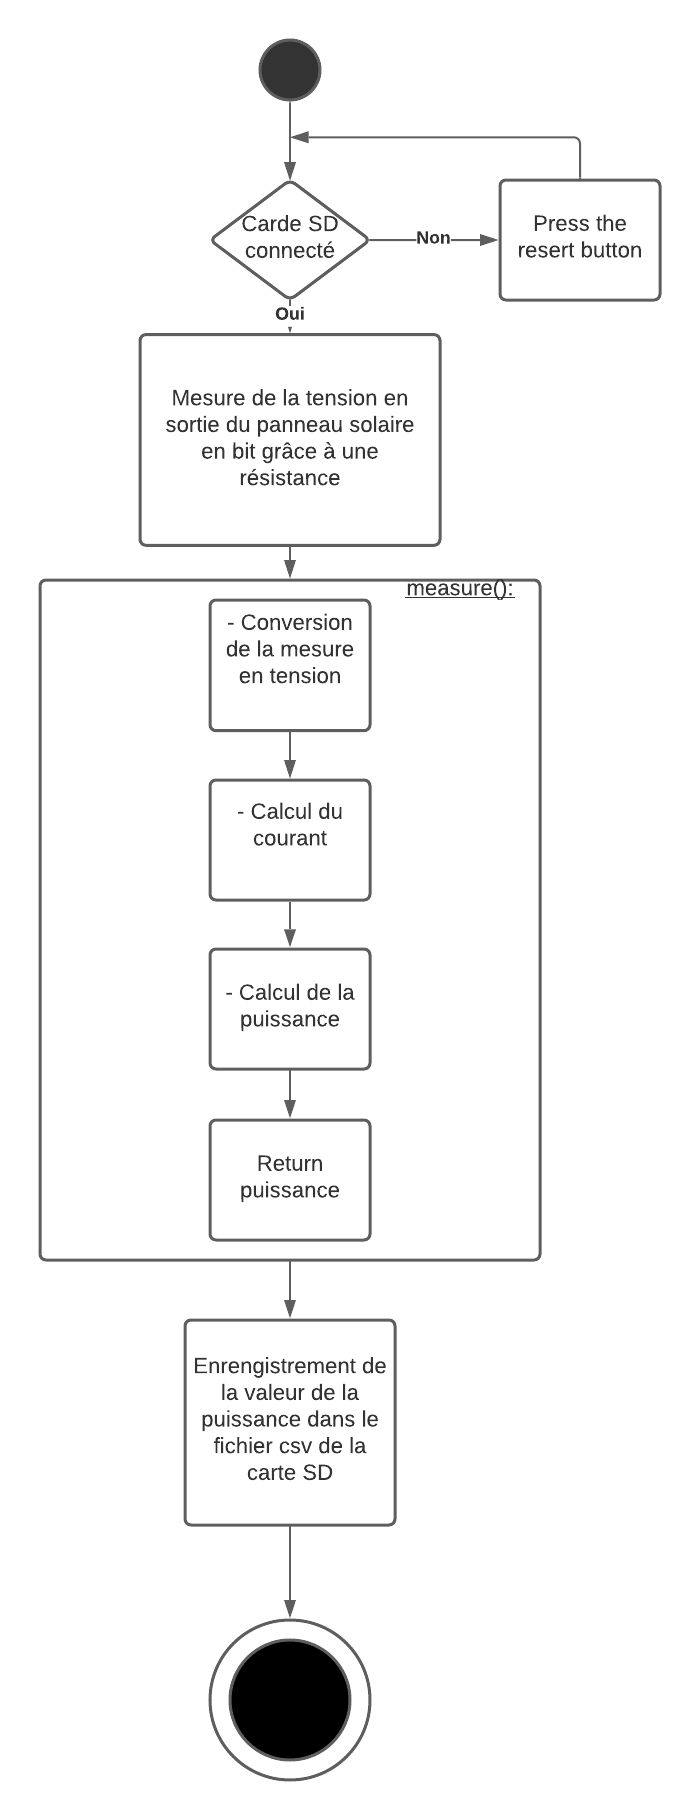 Carde SD
connecté
Non
Press the
resert button
Oui
Mesure de la tension en
sortie du panneau solaire
en bit grâce à une
résistance
measure():
- Conversion
de la mesure
en tension
- Calcul du
courant
- Calcul de la
puissance
Return
puissance
Enrengistrement de
la valeur de la
puissance dans le
fichier csv de la
carte SD